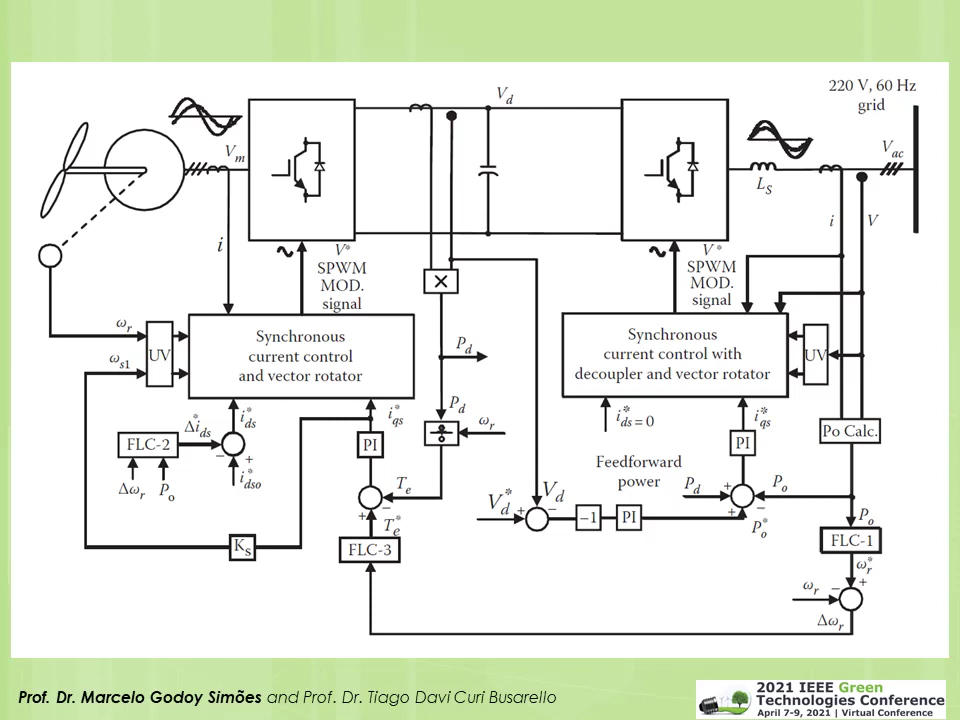 220 V, 60 Hz
grid
V_d
V_m
V_ac
L_S
i
i
V
V*
SPWM
MOD.
signal
V*
SPWM
MOD.
signal
×
ω_r
ω_s1
UV
Synchronous
current control
and vector rotator
P_d
Synchronous
current control with
decoupler and vector rotator
UV
P_d
÷
ω_r
Δi*_ds
i*_ds
i*_qs
i*_ds = 0
i*_qs
Po Calc.
FLC-2
− +
i*_dso
PI
PI
Δω_r P_o
Feedforward
power
T_e
+ −
T*_e
V*_d
V_d
+ −
-1
PI
P_d
+ −
+
P_o
P*_o
P_o
K_s
FLC-3
FLC-1
ω*_r
ω_r
− +
Δω_r
Prof. Dr. Marcelo Godoy Simões and Prof. Dr. Tiago Davi Curi Busarello
2021 IEEE Green
Technologies Conference
April 7-9, 2021 | Virtual Conference